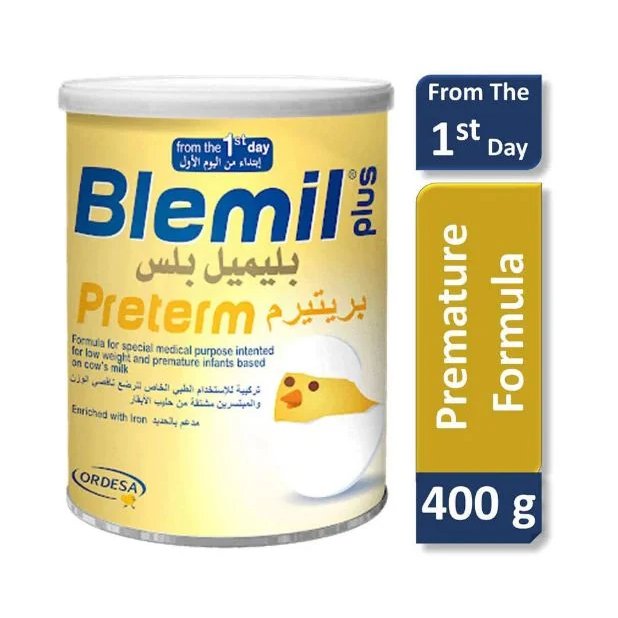 from the 1st day
إبتداء من اليوم الأول
Blemil® plus
بليميل بلس
Preterm بريتيرم
Formula for special medical purpose intented
for low weight and premature infants based
on cow's milk
تركيبة للإستخدام الطبي الخاص للرضع ناقصي الوزن
والمبتسرين مشتقة من حليب الأبقار
Enriched with Iron مدعم بالحديد
ORDESA
From The
1st Day
Premature
Formula
400 g